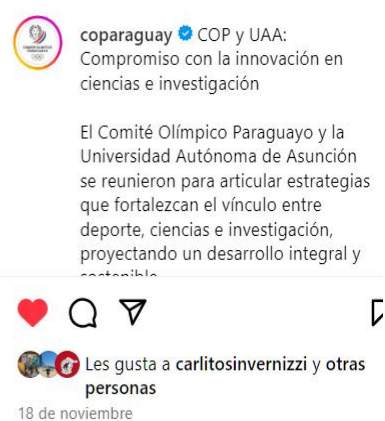 coparaguay COP y UAA:
Compromiso con la innovación en
ciencias e investigación
El Comité Olímpico Paraguayo y la
Universidad Autónoma de Asunción
se reunieron para articular estrategias
que fortalezcan el vínculo entre
deporte, ciencias e investigación,
proyectando un desarrollo integral y
sostenible
Les gusta a carlitosinvernizzi y otras
personas
18 de noviembre